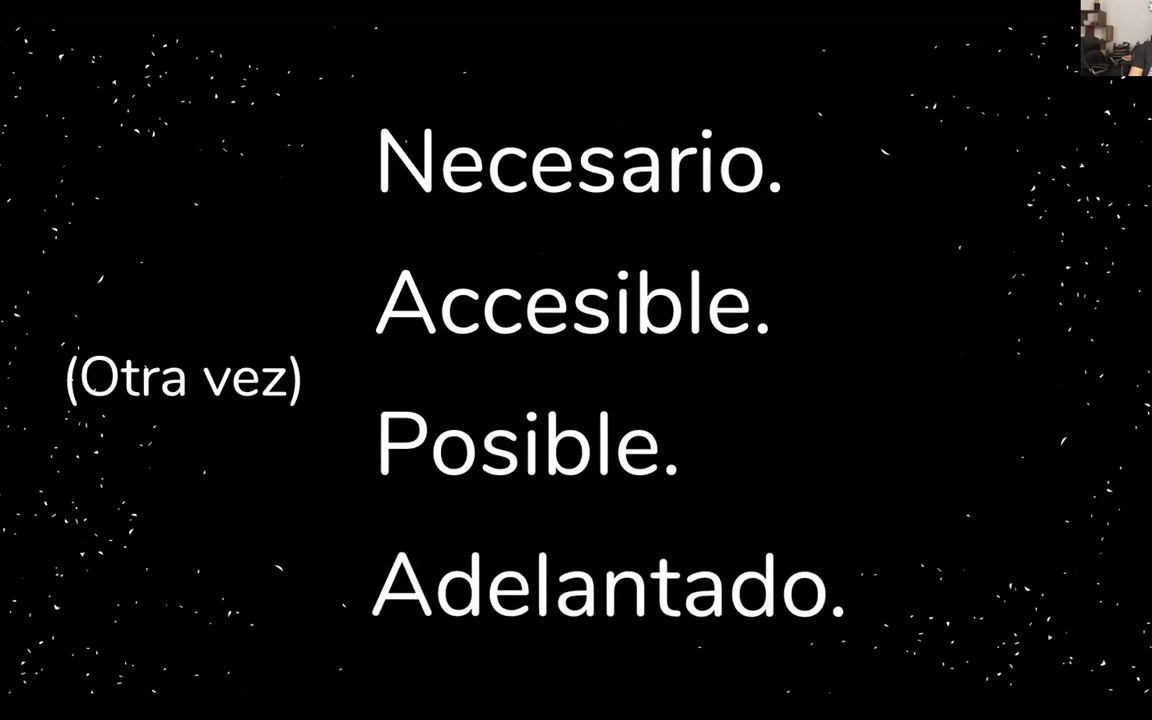 Necesario.
Accesible.
(Otra vez)
Posible.
Adelantado.